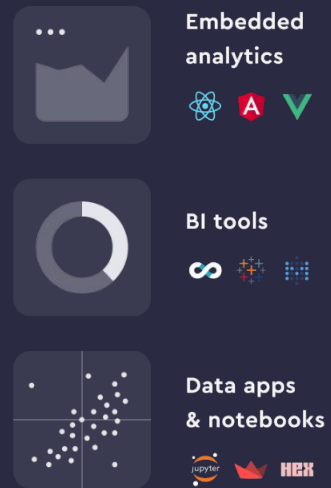 Embedded
analytics
A
BI tools
Data apps
& notebooks
jupyter
HEX